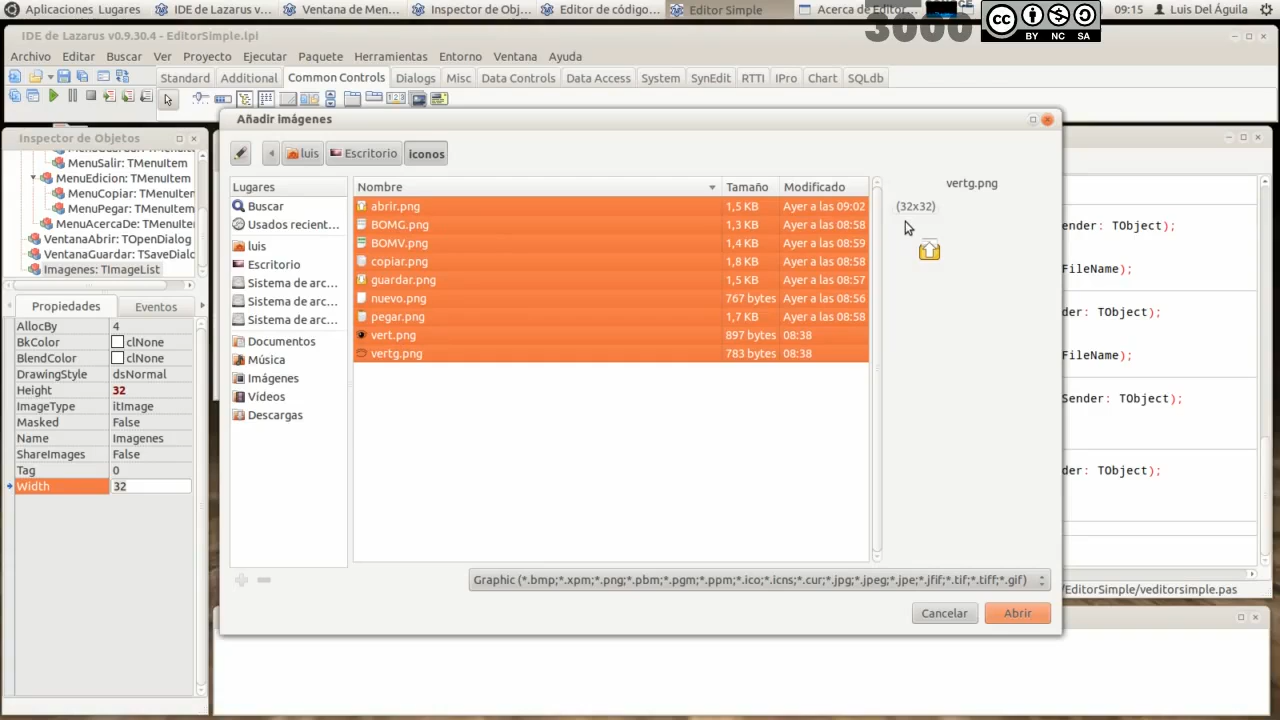 Aplicaciones Lugares
IDE de Lazarus v...
Ventana de Men...
Inspector de Obj...
Editor de código...
Editor Simple
Acerca de Editor...
09:15
Luis Del Águila
3000
cc
BY NC SA
IDE de Lazarus v0.9.30.4 - EditorSimple.lpi
Archivo Editar Buscar Ver Proyecto Ejecutar Paquete Herramientas Entorno Ventana Ayuda
Standard Additional Common Controls Dialogs Misc Data Controls Data Access System SynEdit RTTI IPro Chart SQLdb
Inspector de Objetos
MenuSalir: TMenuItem
MenuEdicion: TMenuItem
MenuCopiar: TMenuItem
MenuPegar: TMenuItem
MenuAcercaDe: TMenuItem
VentanaAbrir: TOpenDialog
VentanaGuardar: TSaveDialo
Imagenes: TImageList
Propiedades Eventos
AllocBy 4
BkColor clNone
BlendColor clNone
DrawingStyle dsNormal
Height 32
ImageType itImage
Masked False
Name Imagenes
ShareImages False
Tag 0
Width 32
Añadir imágenes
luis Escritorio iconos
Lugares
Buscar
Usados recient...
luis
Escritorio
Sistema de arc...
Sistema de arc...
Sistema de arc...
Documentos
Música
Imágenes
Vídeos
Descargas
Nombre Tamaño Modificado
abrir.png 1,5 KB Ayer a las 09:02
BOMG.png 1,3 KB Ayer a las 08:58
BOMV.png 1,4 KB Ayer a las 08:59
copiar.png 1,8 KB Ayer a las 08:58
guardar.png 1,5 KB Ayer a las 08:57
nuevo.png 767 bytes Ayer a las 08:56
pegar.png 1,7 KB Ayer a las 08:58
vert.png 897 bytes 08:38
vertg.png 783 bytes 08:38
vertg.png
(32x32)
Graphic (*.bmp;*.xpm;*.png;*.pbm;*.pgm;*.ppm;*.ico;*.icns;*.cur;*.jpg;*.jpeg;*.jpe;*.jfif;*.tif;*.tiff;*.gif)
Cancelar Abrir
ender: TObject);
FileName);
der: TObject);
FileName);
Sender: TObject);
der: TObject);
/EditorSimple/veditorsimple.pas